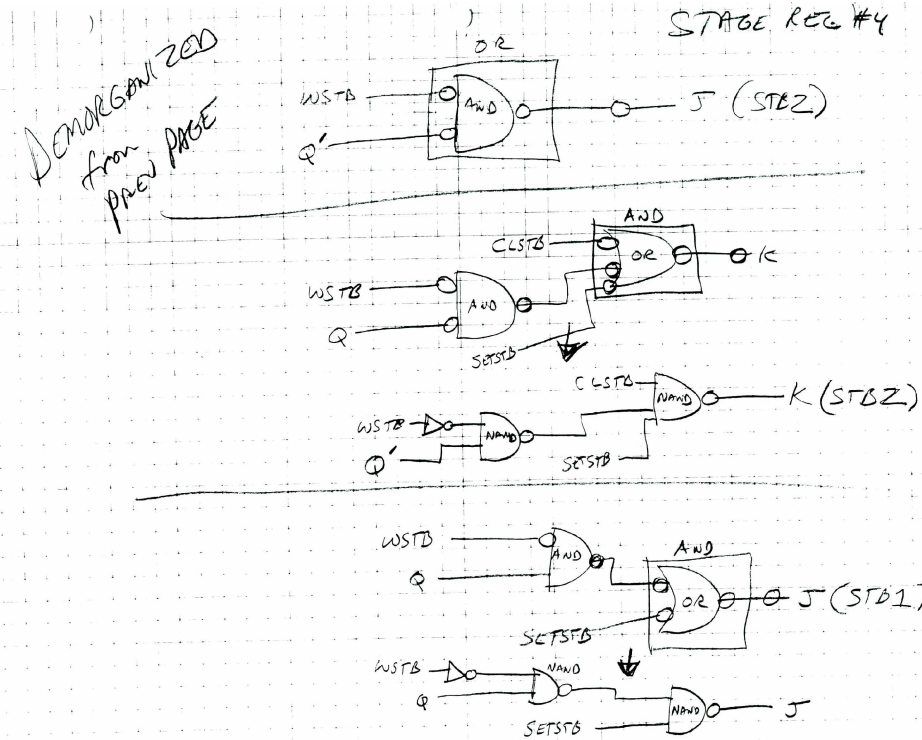 STAGE REG #4
DEMORGANIZED
from
PREV PAGE
OR
WSTB
AND
Q'
J (STB2)
AND
CLSTB
OR
K
WSTB
AND
Q
SETSTB
CLSTB
NAND
K (STB2)
WSTB
NAND
Q'
SETSTB
WSTB
AND
Q
AND
OR
J (STB1)
SETSTB
WSTB
NAND
Q
NAND
J
SETSTB